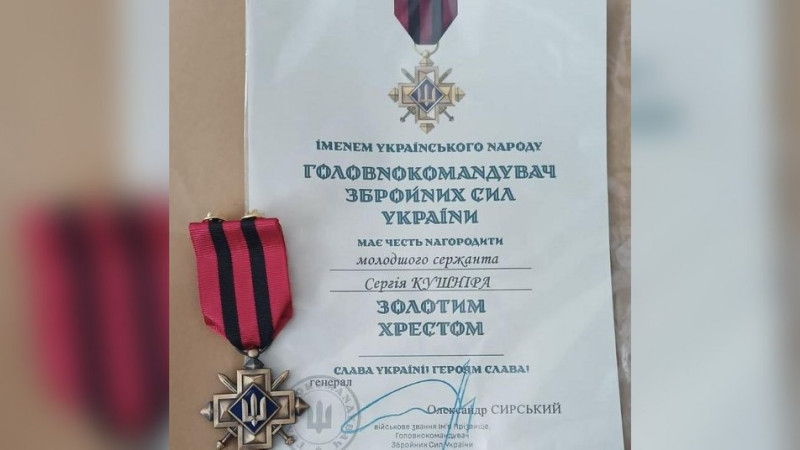 ІМЕНЕМ УКРАЇНСЬКОГО НАРОДУ
ГОЛОВНОКОМАНДУВАЧ
ЗБРОЙНИХ СИЛ
УКРАЇНИ
МАЄ ЧЕСТЬ НАГОРОДИТИ
молодшого сержанта
Сергія КУШНІРА
ЗОЛОТИМ
ХРЕСТОМ
СЛАВА УКРАЇНІ! ГЕРОЯМ СЛАВА!
генерал
Олександр СИРСЬКИЙ
військове звання Ім'я Прізвище,
Головнокомандувач
Збройник Сил України